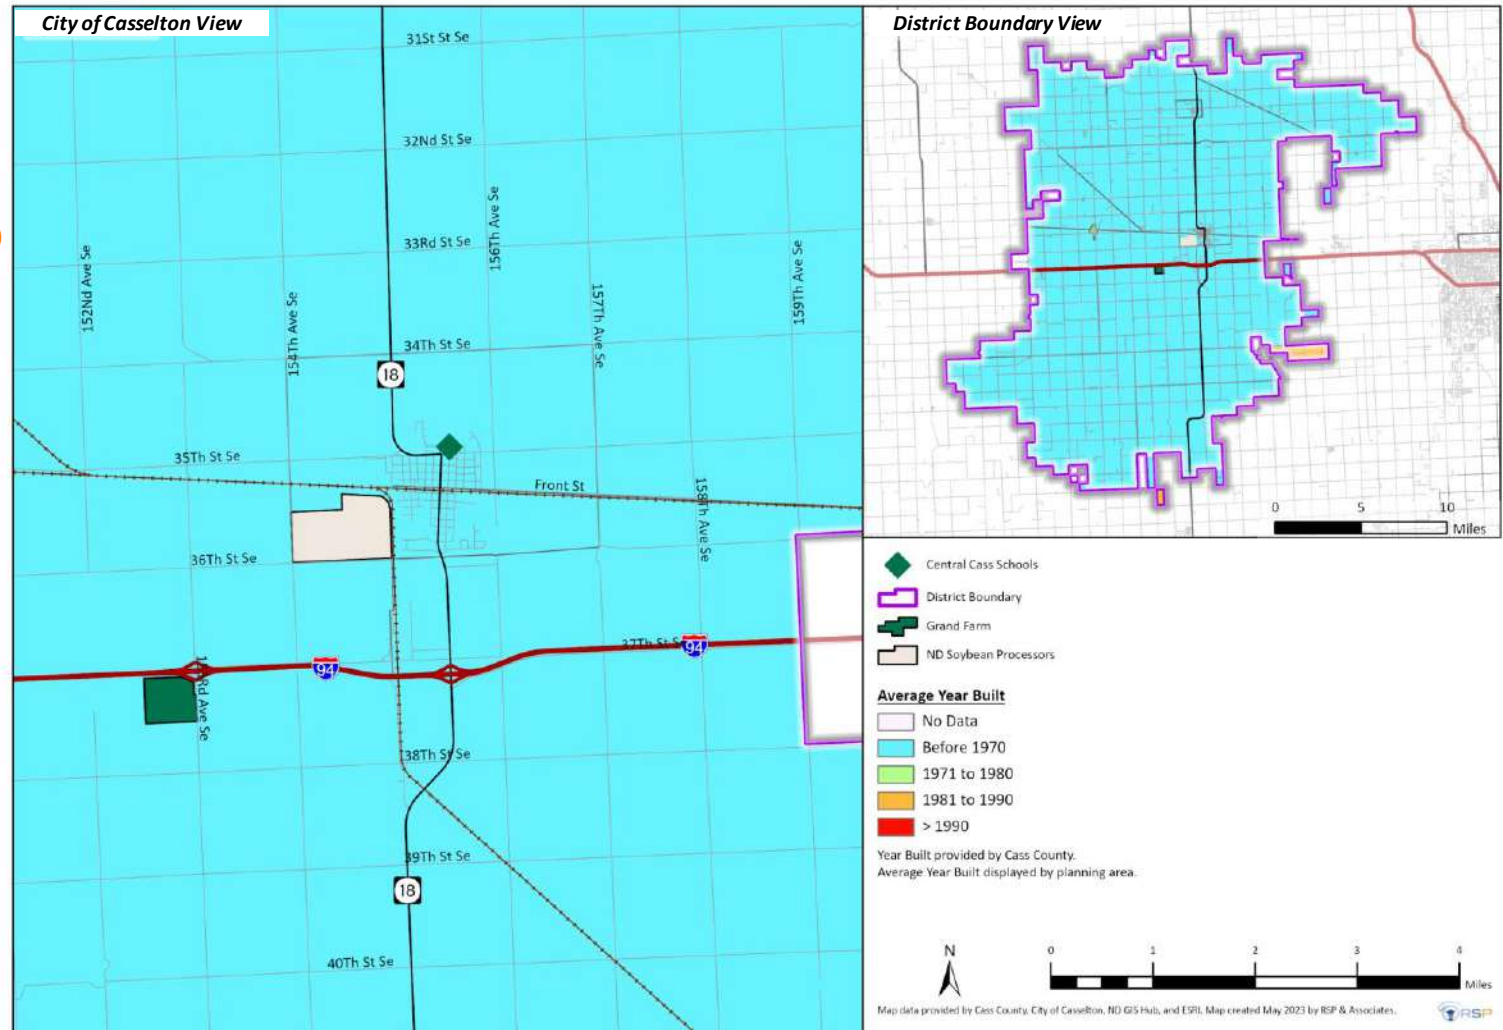 City of Casselton View
31St St Se
32Nd St Se
156Th Ave Se
33Rd St Se
152Nd Ave Se
159Th Ave Se
157Th Ave Se
154Th Ave Se
34Th St Se
18
35Th St Se
Front St
158Th Ave Se
36Th St Se
37Th St S
94
94
Rd Ave Se
38Th St Se
39Th St Se
18
40Th St Se
District Boundary View
0 5 10
Miles
Central Cass Schools
District Boundary
Grand Farm
ND Soybean Processors
Average Year Built
No Data
Before 1970
1971 to 1980
1981 to 1990
> 1990
Year Built provided by Cass County.
Average Year Built displayed by planning area.
N
0 1 2 3 4
Miles
Map data provided by Cass County, City of Casselton, ND GIS Hub, and ESRI. Map created May 2023 by RSP & Associates.
RSP